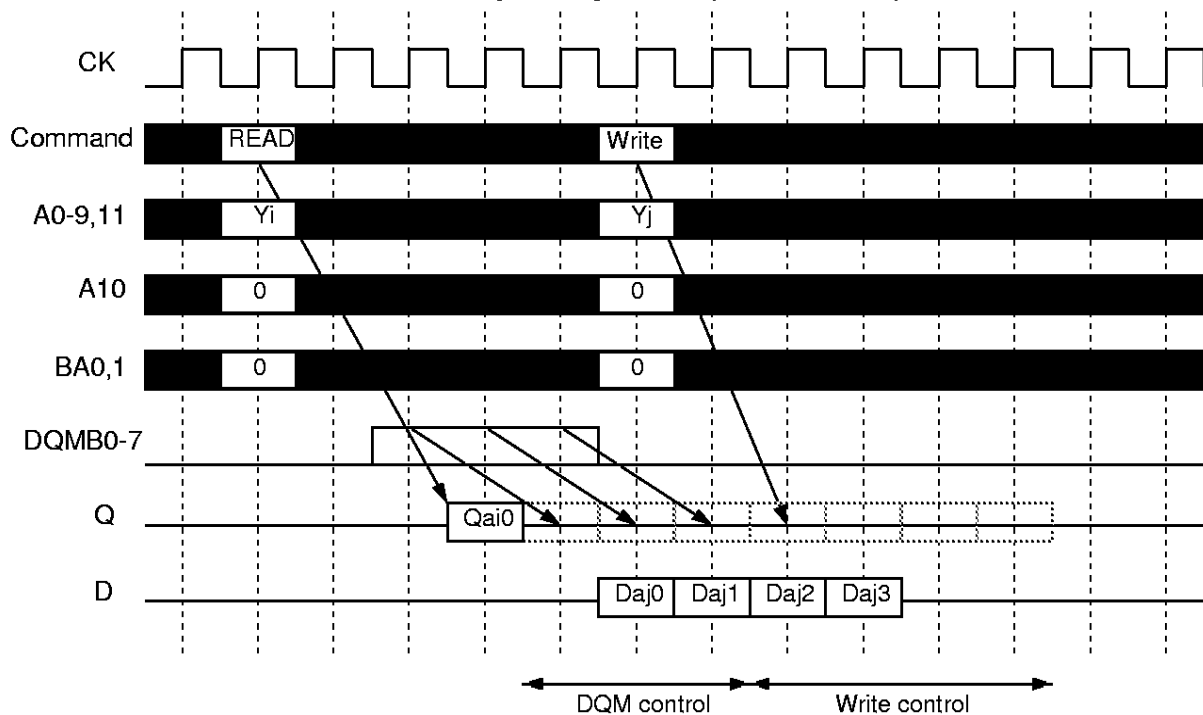 CK
Command READ Write
A0-9,11 Yi Yj
A10 0 0
BA0,1 0 0
DQMB0-7
Q Qai0
D Daj0 Daj1 Daj2 Daj3
DQM control Write control